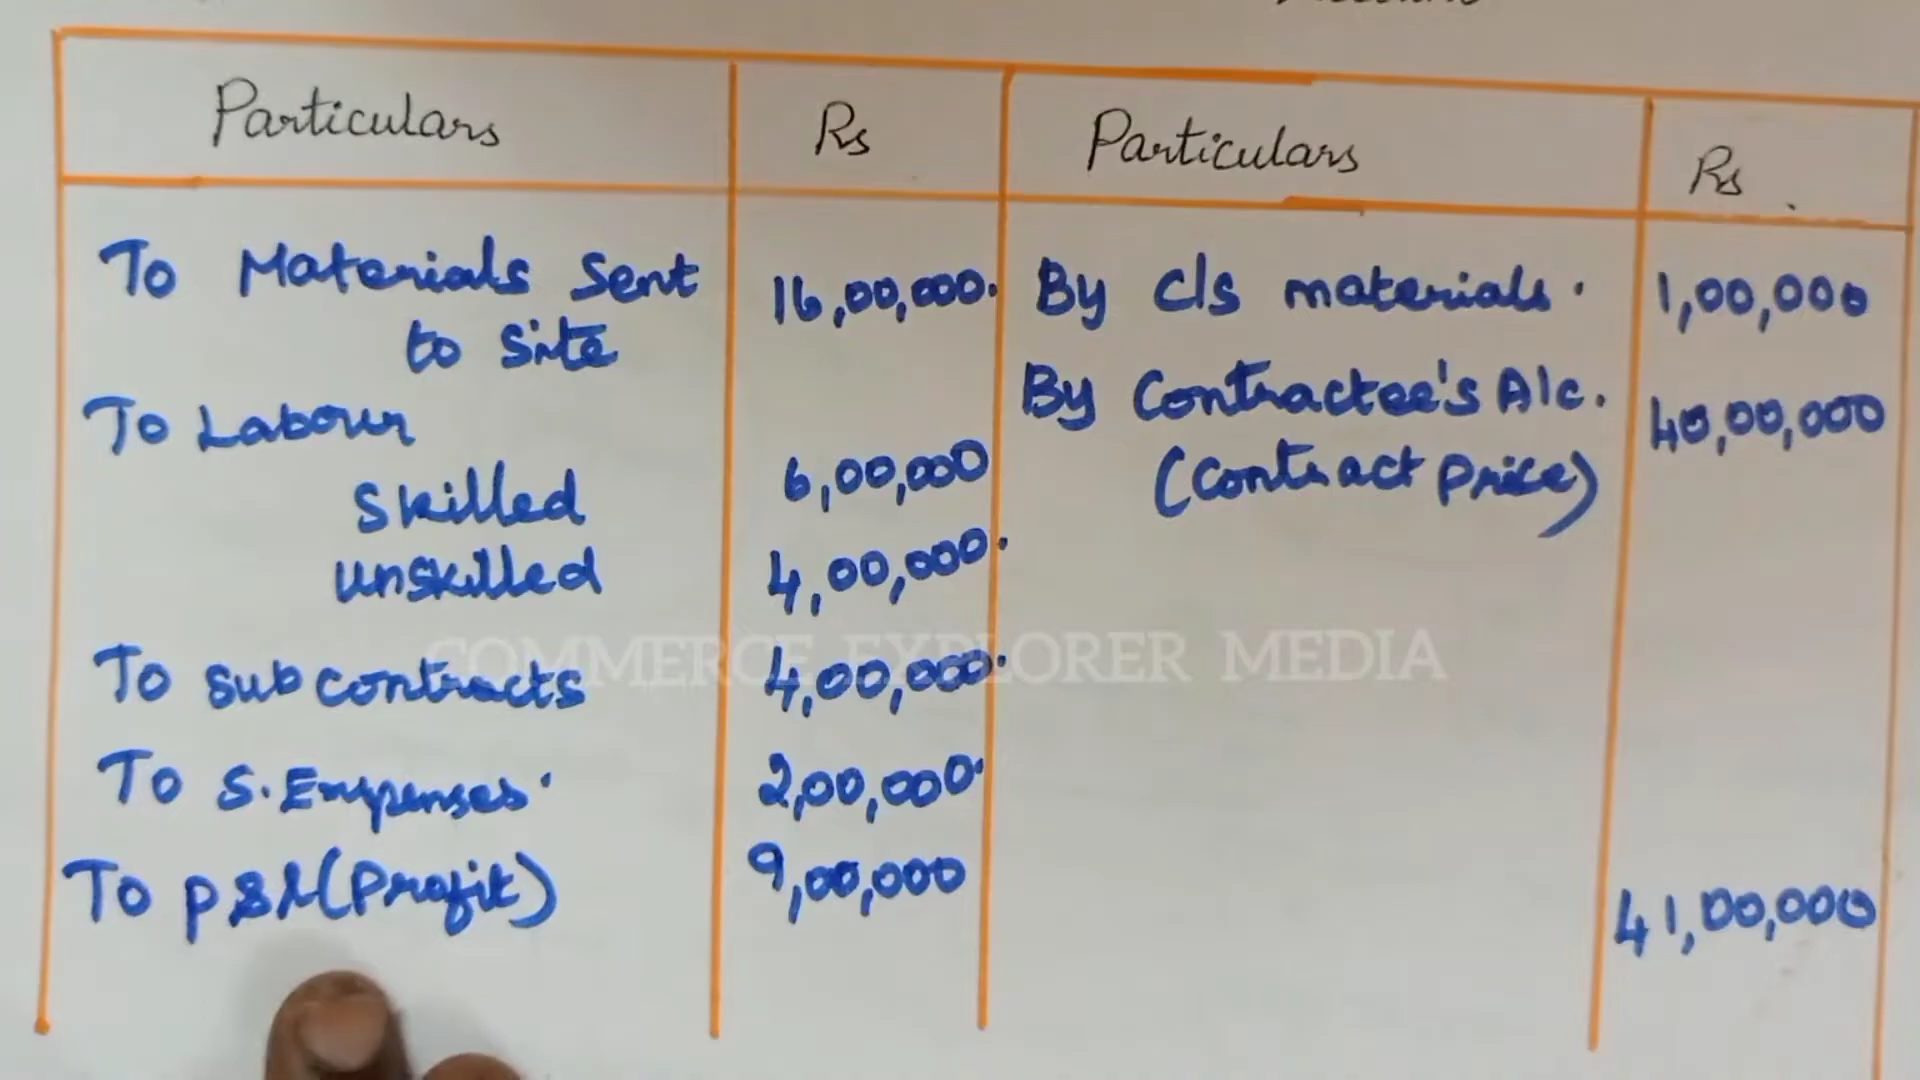 Particulars Rs Particulars Rs
To Materials Sent 16,00,000. By C/s materials. 1,00,000
to Site
To Labour By Contractee's A/c. 40,00,000
Skilled 6,00,000 (Contract price)
unskilled 4,00,000.
COMMERCE EXPLORER MEDIA
To Sub contracts 4,00,000.
To S. Expenses. 2,00,000.
To P&L (Profit) 9,00,000 41,00,000